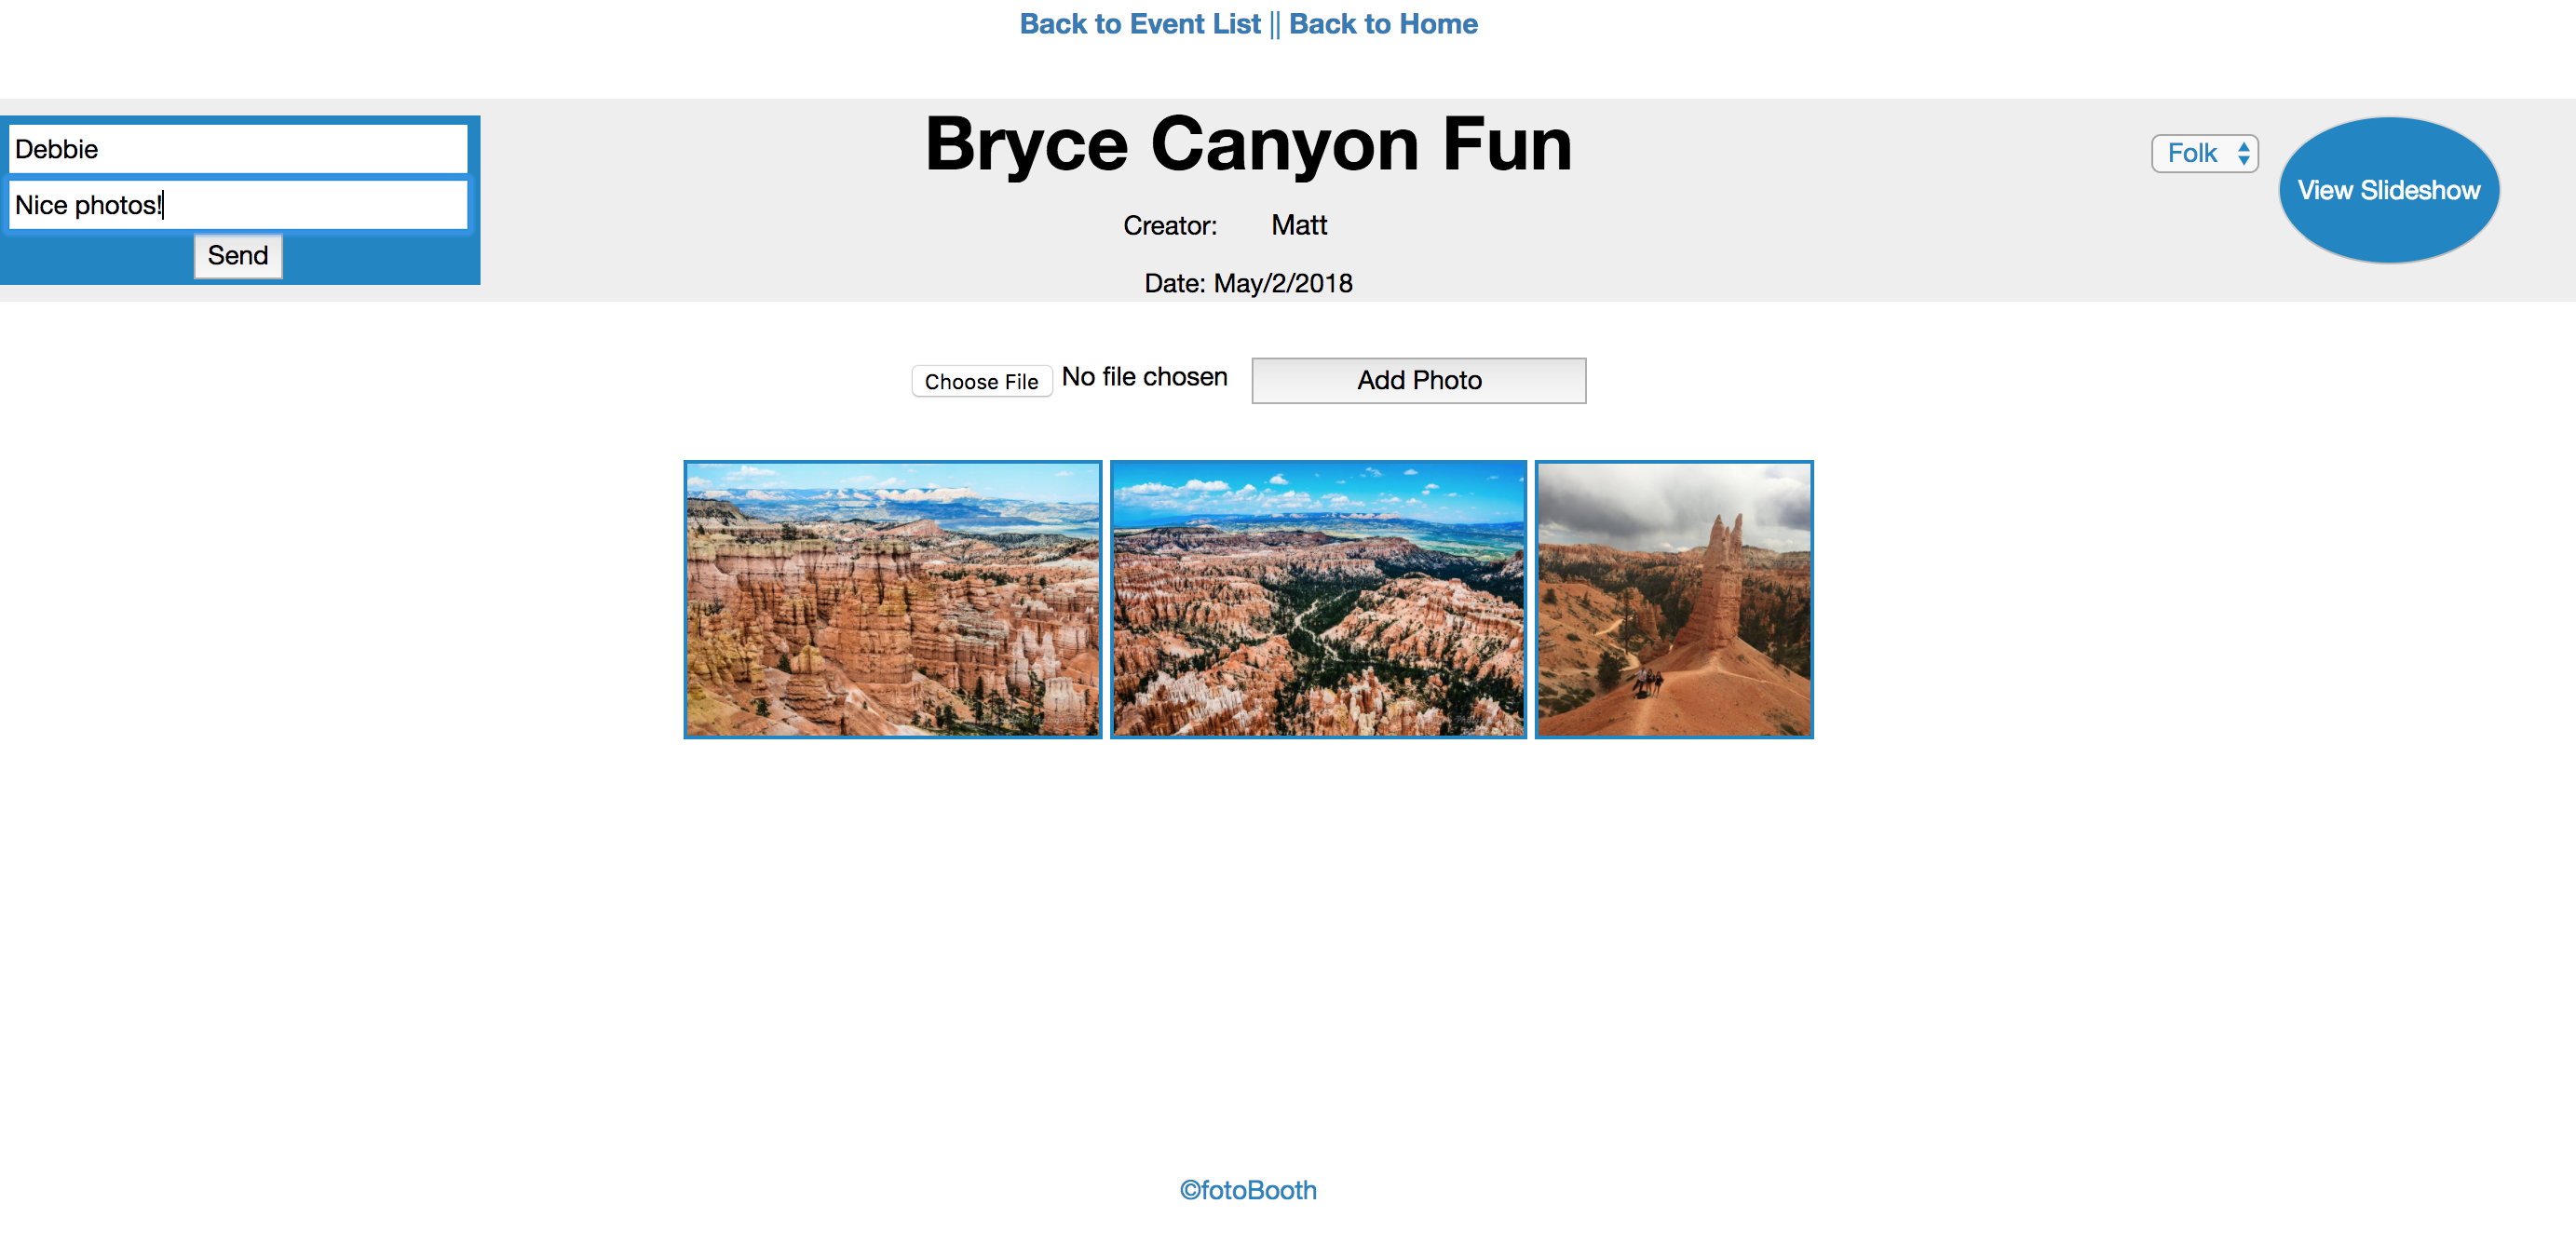 Back to Event List || Back to Home
Debbie
Nice photos!
Send
Bryce Canyon Fun
Creator: Matt
Date: May/2/2018
Folk
View Slideshow
Choose File No file chosen
Add Photo
©fotoBooth